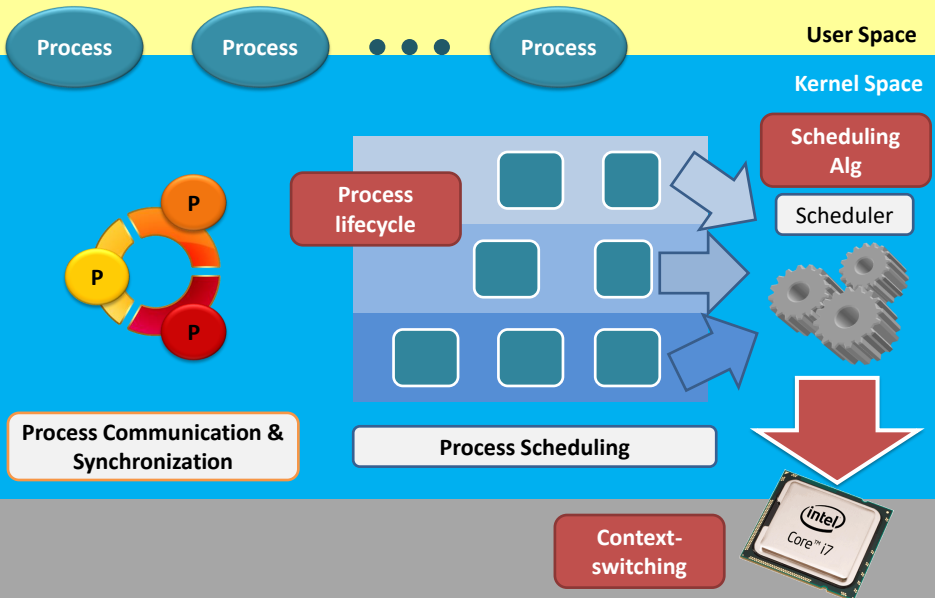 Process
Process
Process
User Space
Kernel Space
Scheduling
Alg
Process
lifecycle
Scheduler
P
P
P
Process Communication &
Synchronization
Process Scheduling
Context-
switching
intel
Core™ i7